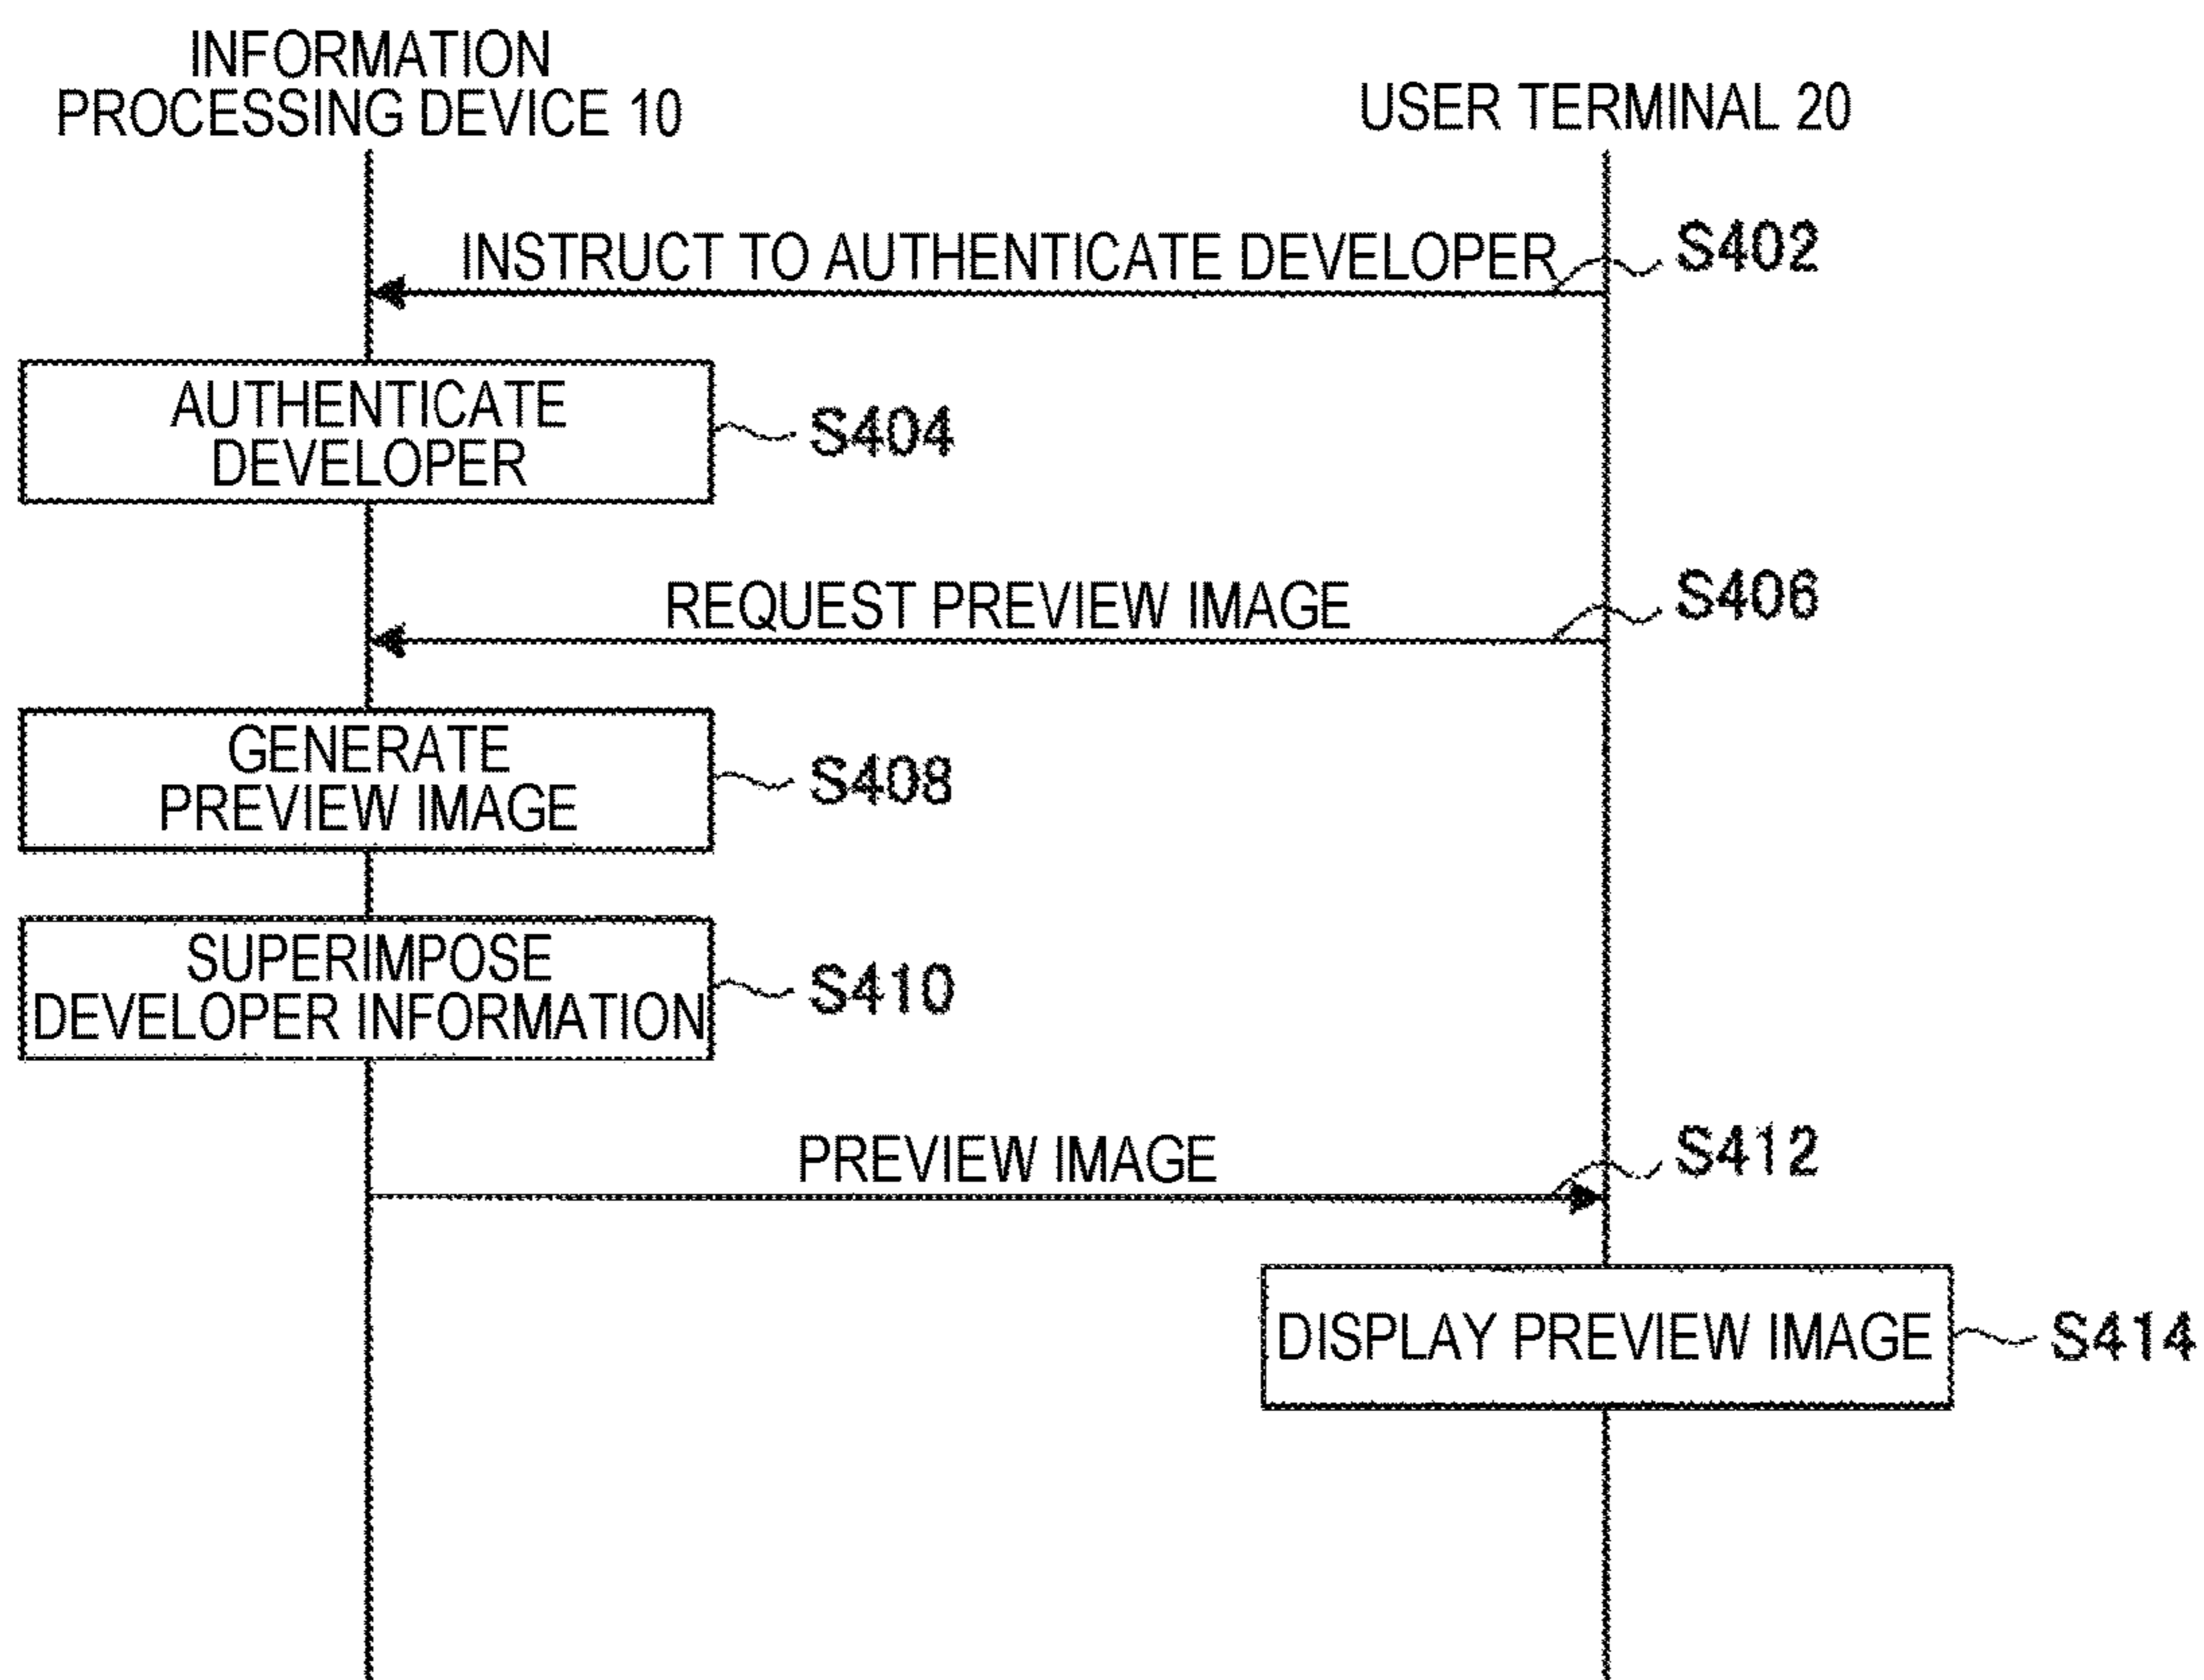 INFORMATION
PROCESSING DEVICE 10
USER TERMINAL 20
INSTRUCT TO AUTHENTICATE DEVELOPER
S402
AUTHENTICATE
DEVELOPER
S404
REQUEST PREVIEW IMAGE
S406
GENERATE
PREVIEW IMAGE
S408
SUPERIMPOSE
DEVELOPER INFORMATION
S410
PREVIEW IMAGE
S412
DISPLAY PREVIEW IMAGE
S414